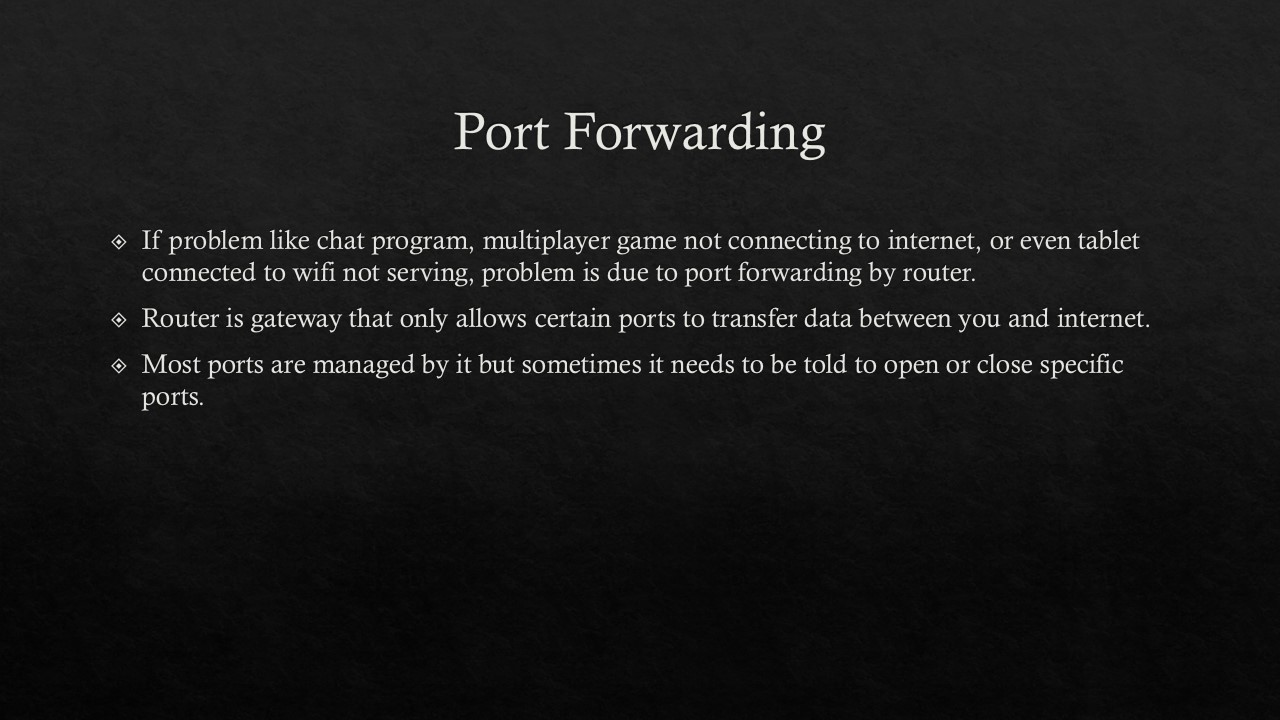 Port Forwarding
If problem like chat program, multiplayer game not connecting to internet, or even tablet
connected to wifi not serving, problem is due to port forwarding by router.
Router is gateway that only allows certain ports to transfer data between you and internet.
Most ports are managed by it but sometimes it needs to be told to open or close specific
ports.